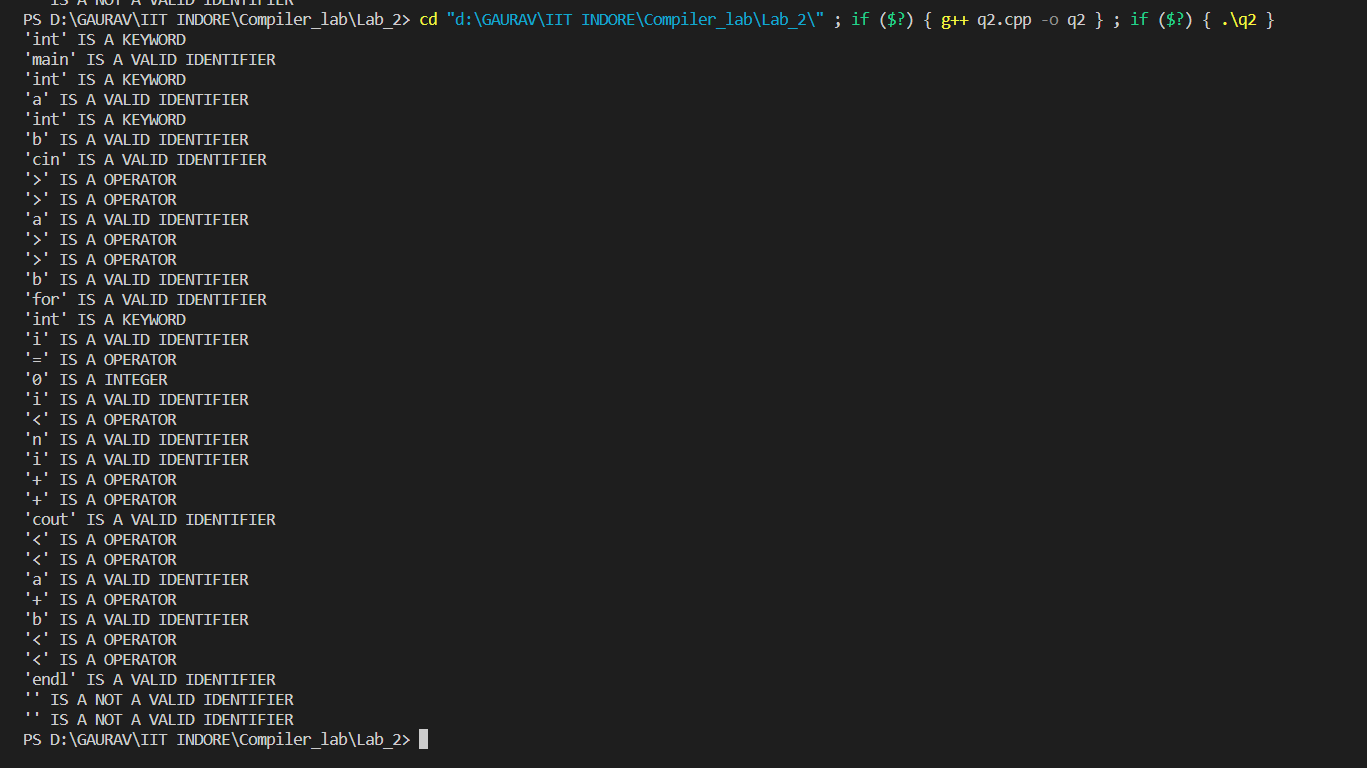 '' IS A NOT A VALID IDENTIFIER
PS D:\GAURAV\IIT INDORE\Compiler_lab\Lab_2> cd "d:\GAURAV\IIT INDORE\Compiler_lab\Lab_2\" ; if ($?) { g++ q2.cpp -o q2 } ; if ($?) { .\q2 }
'int' IS A KEYWORD
'main' IS A VALID IDENTIFIER
'int' IS A KEYWORD
'a' IS A VALID IDENTIFIER
'int' IS A KEYWORD
'b' IS A VALID IDENTIFIER
'cin' IS A VALID IDENTIFIER
'>' IS A OPERATOR
'>' IS A OPERATOR
'a' IS A VALID IDENTIFIER
'>' IS A OPERATOR
'>' IS A OPERATOR
'b' IS A VALID IDENTIFIER
'for' IS A VALID IDENTIFIER
'int' IS A KEYWORD
'i' IS A VALID IDENTIFIER
'=' IS A OPERATOR
'0' IS A INTEGER
'i' IS A VALID IDENTIFIER
'<' IS A OPERATOR
'n' IS A VALID IDENTIFIER
'i' IS A VALID IDENTIFIER
'+' IS A OPERATOR
'+' IS A OPERATOR
'cout' IS A VALID IDENTIFIER
'<' IS A OPERATOR
'<' IS A OPERATOR
'a' IS A VALID IDENTIFIER
'+' IS A OPERATOR
'b' IS A VALID IDENTIFIER
'<' IS A OPERATOR
'<' IS A OPERATOR
'endl' IS A VALID IDENTIFIER
'' IS A NOT A VALID IDENTIFIER
'' IS A NOT A VALID IDENTIFIER
PS D:\GAURAV\IIT INDORE\Compiler_lab\Lab_2>